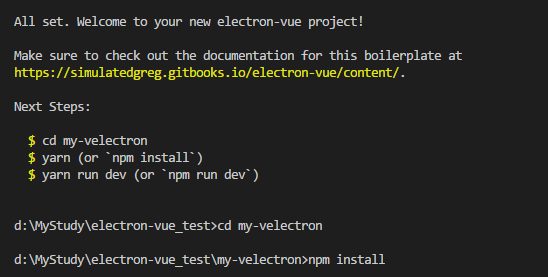 All set. Welcome to your new electron-vue project!
Make sure to check out the documentation for this boilerplate at
https://simulatedgreg.gitbooks.io/electron-vue/content/.
Next Steps:
$ cd my-velectron
$ yarn (or `npm install`)
$ yarn run dev (or `npm run dev`)
d:\MyStudy\electron-vue_test>cd my-velectron
d:\MyStudy\electron-vue_test\my-velectron>npm install